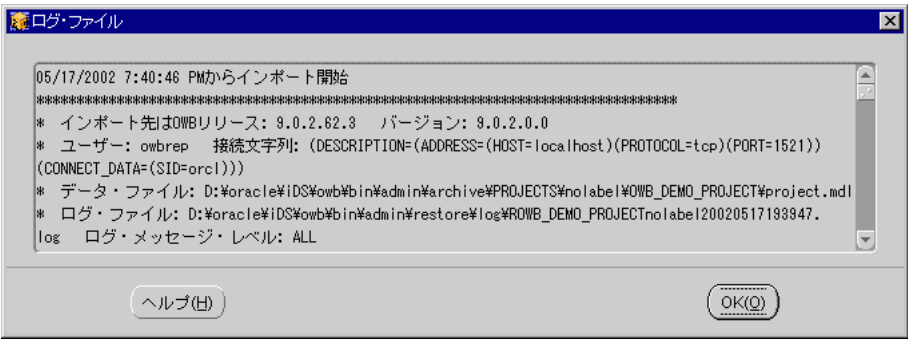 ログ・ファイル
05/17/2002 7:40:46 PMからインポート開始
********************************************************************************
* インポート先はOWBリリース: 9.0.2.62.3 バージョン: 9.0.2.0.0
* ユーザー: owbrep 接続文字列: (DESCRIPTION=(ADDRESS=(HOST=localhost)(PROTOCOL=tcp)(PORT=1521))
(CONNECT_DATA=(SID=orcl)))
* データ・ファイル: D:¥oracle¥iDS¥owb¥bin¥admin¥archive¥PROJECTS¥nolabel¥OWB_DEMO_PROJECT¥project.mdl
* ログ・ファイル: D:¥oracle¥iDS¥owb¥bin¥admin¥restore¥log¥ROWB_DEMO_PROJECTnolabel20020517193947.
log ログ・メッセージ・レベル: ALL
ヘルプ(H) OK(O)